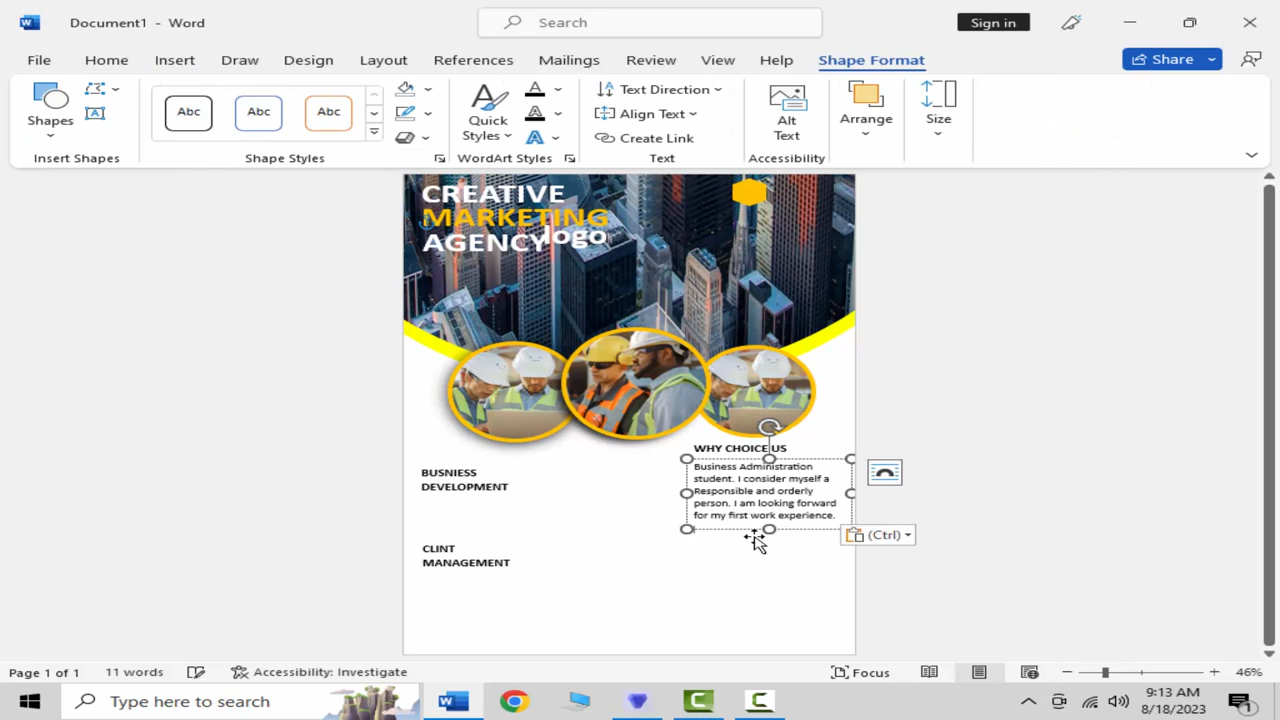 Document1 - Word
Search
Sign in
File
Home
Insert
Draw
Design
Layout
References
Mailings
Review
View
Help
Shape Format
Share
Shapes
Abc
Abc
Abc
Quick
Styles
Text Direction
Align Text
Create Link
Alt
Text
Arrange
Size
Insert Shapes
Shape Styles
WordArt Styles
Text
Accessibility
CREATIVE
MARKETING
AGENCY
logo
WHY CHOICE US
Business Administration
student. I consider myself a
Responsible and orderly
person. I am looking forward
for my first work experience.
BUSNIESS
DEVELOPMENT
(Ctrl)
CLINT
MANAGEMENT
Page 1 of 1
11 words
Accessibility: Investigate
Focus
46%
Type here to search
9:13 AM
8/18/2023
1